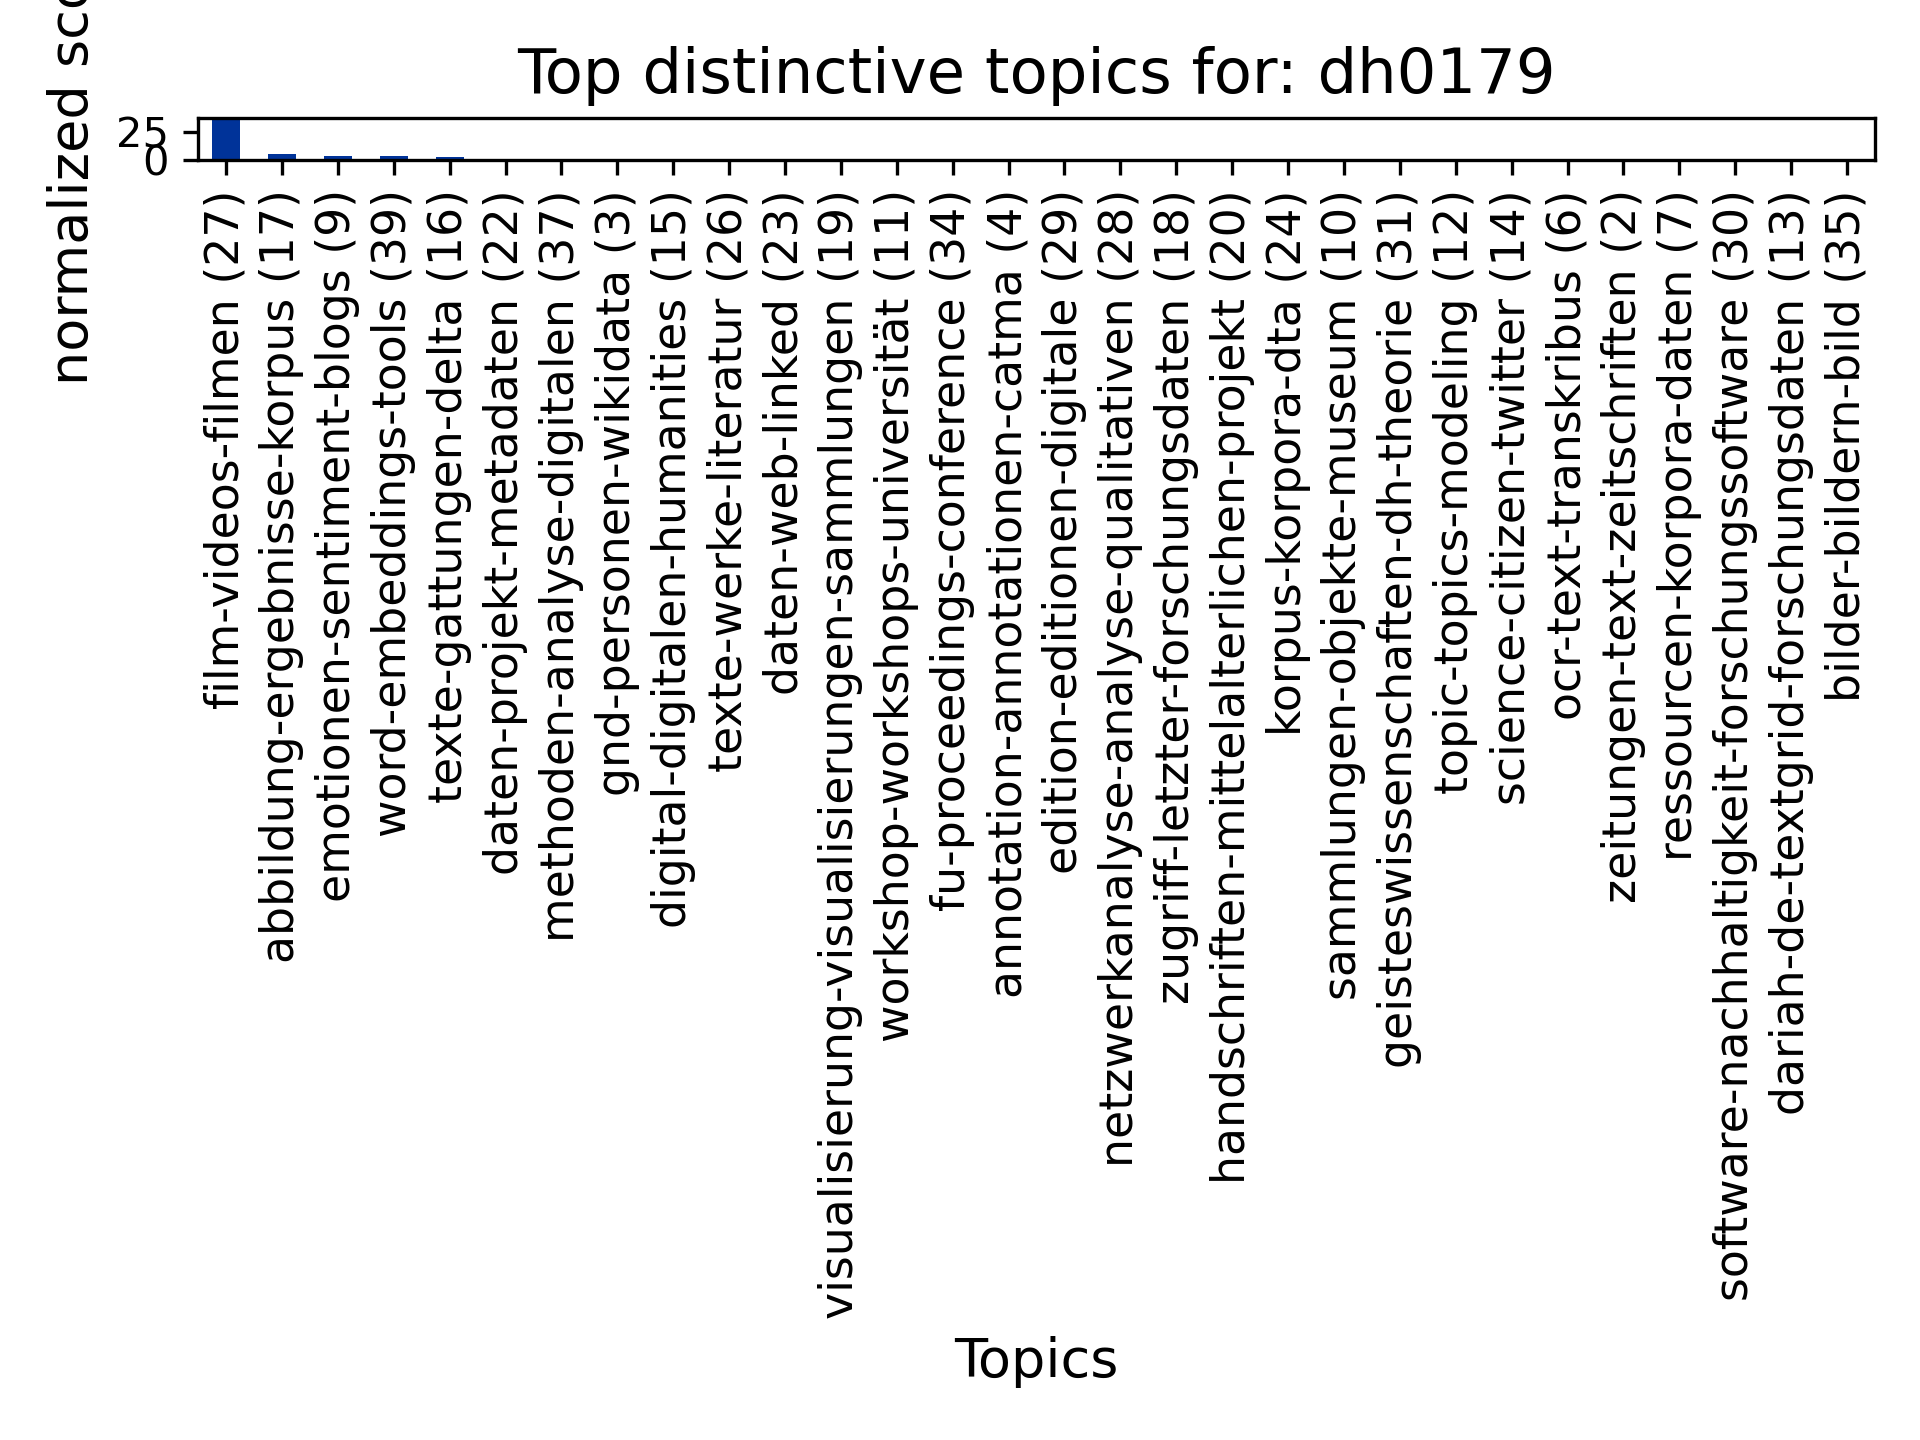 Top distinctive topics for: dh0179
normalized sco
25
0
film-videos-filmen (27)
abbildung-ergebnisse-korpus (17)
emotionen-sentiment-blogs (9)
word-embeddings-tools (39)
texte-gattungen-delta (16)
daten-projekt-metadaten (22)
methoden-analyse-digitalen (37)
gnd-personen-wikidata (3)
digital-digitalen-humanities (15)
texte-werke-literatur (26)
daten-web-linked (23)
visualisierung-visualisierungen-sammlungen (19)
workshop-workshops-universität (11)
fu-proceedings-conference (34)
annotation-annotationen-catma (4)
edition-editionen-digitale (29)
netzwerkanalyse-analyse-qualitativen (28)
zugriff-letzter-forschungsdaten (18)
handschriften-mittelalterlichen-projekt (20)
korpus-korpora-dta (24)
sammlungen-objekte-museum (10)
geisteswissenschaften-dh-theorie (31)
topic-topics-modeling (12)
science-citizen-twitter (14)
ocr-text-transkribus (6)
zeitungen-text-zeitschriften (2)
ressourcen-korpora-daten (7)
software-nachhaltigkeit-forschungssoftware (30)
dariah-de-textgrid-forschungsdaten (13)
bilder-bildern-bild (35)
Topics